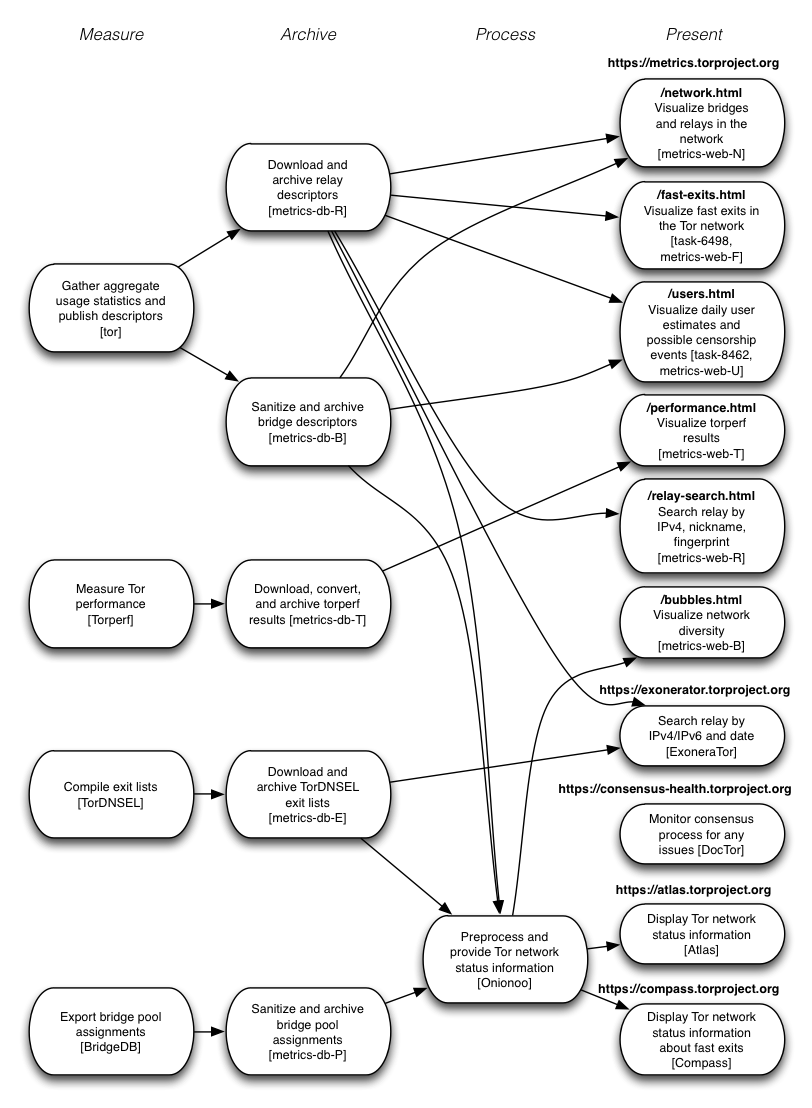 Measure
Archive
Process
Present
https://metrics.torproject.org
/network.html
Visualize bridges
and relays in the
network
[metrics-web-N]
Download and
archive relay
descriptors
[metrics-db-R]
/fast-exits.html
Visualize fast exits in
the Tor network
[task-6498,
metrics-web-F]
Gather aggregate
usage statistics and
publish descriptors
[tor]
/users.html
Visualize daily user
estimates and
possible censorship
events [task-8462,
metrics-web-U]
Sanitize and archive
bridge descriptors
[metrics-db-B]
/performance.html
Visualize torperf
results
[metrics-web-T]
/relay-search.html
Search relay by
IPv4, nickname,
fingerprint
[metrics-web-R]
Measure Tor
performance
[Torperf]
Download, convert,
and archive torperf
results [metrics-db-T]
/bubbles.html
Visualize network
diversity
[metrics-web-B]
https://exonerator.torproject.org
Search relay by
IPv4/IPv6 and date
[ExoneraTor]
Compile exit lists
[TorDNSEL]
Download and
archive TorDNSEL
exit lists
[metrics-db-E]
https://consensus-health.torproject.org
Monitor consensus
process for any
issues [DocTor]
https://atlas.torproject.org
Display Tor network
status information
[Atlas]
Preprocess and
provide Tor network
status information
[Onionoo]
https://compass.torproject.org
Display Tor network
status information
about fast exits
[Compass]
Export bridge pool
assignments
[BridgeDB]
Sanitize and archive
bridge pool
assignments
[metrics-db-P]